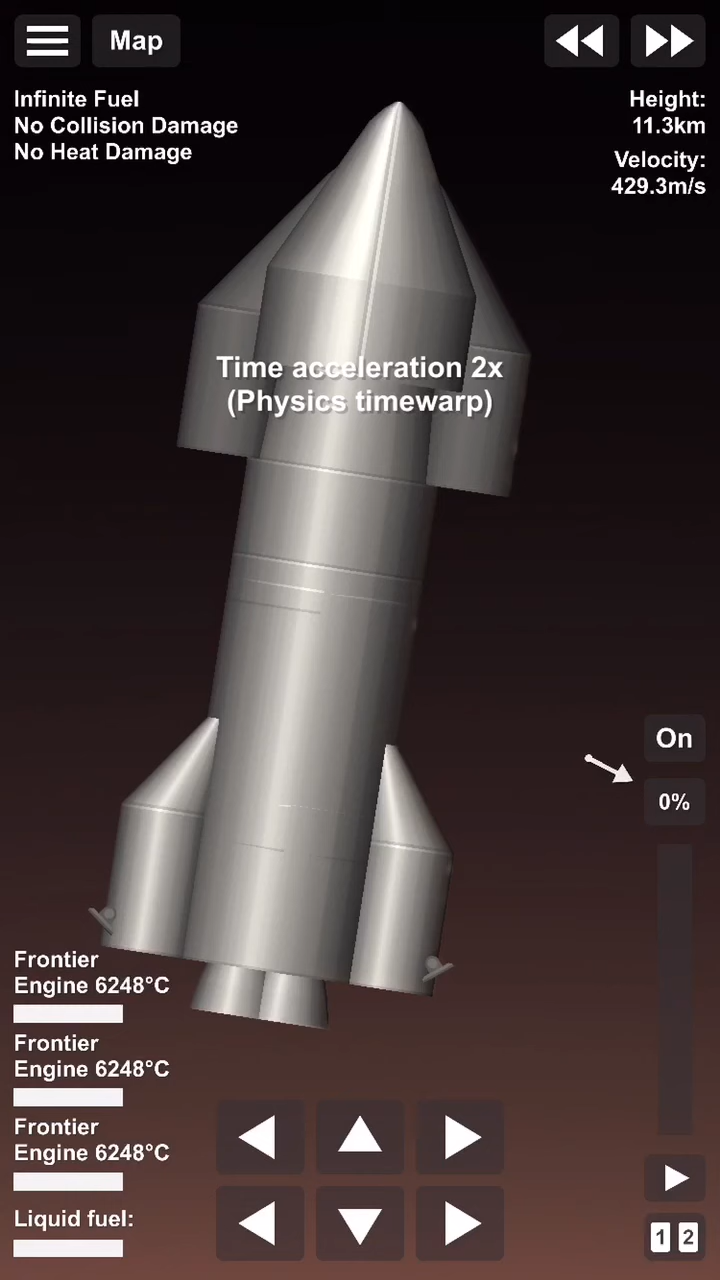 Map
Infinite Fuel
No Collision Damage
No Heat Damage
Height:
11.3km
Velocity:
429.3m/s
Time acceleration 2x
(Physics timewarp)
On
0%
Frontier
Engine 6248°C
Frontier
Engine 6248°C
Frontier
Engine 6248°C
Liquid fuel:
1 2